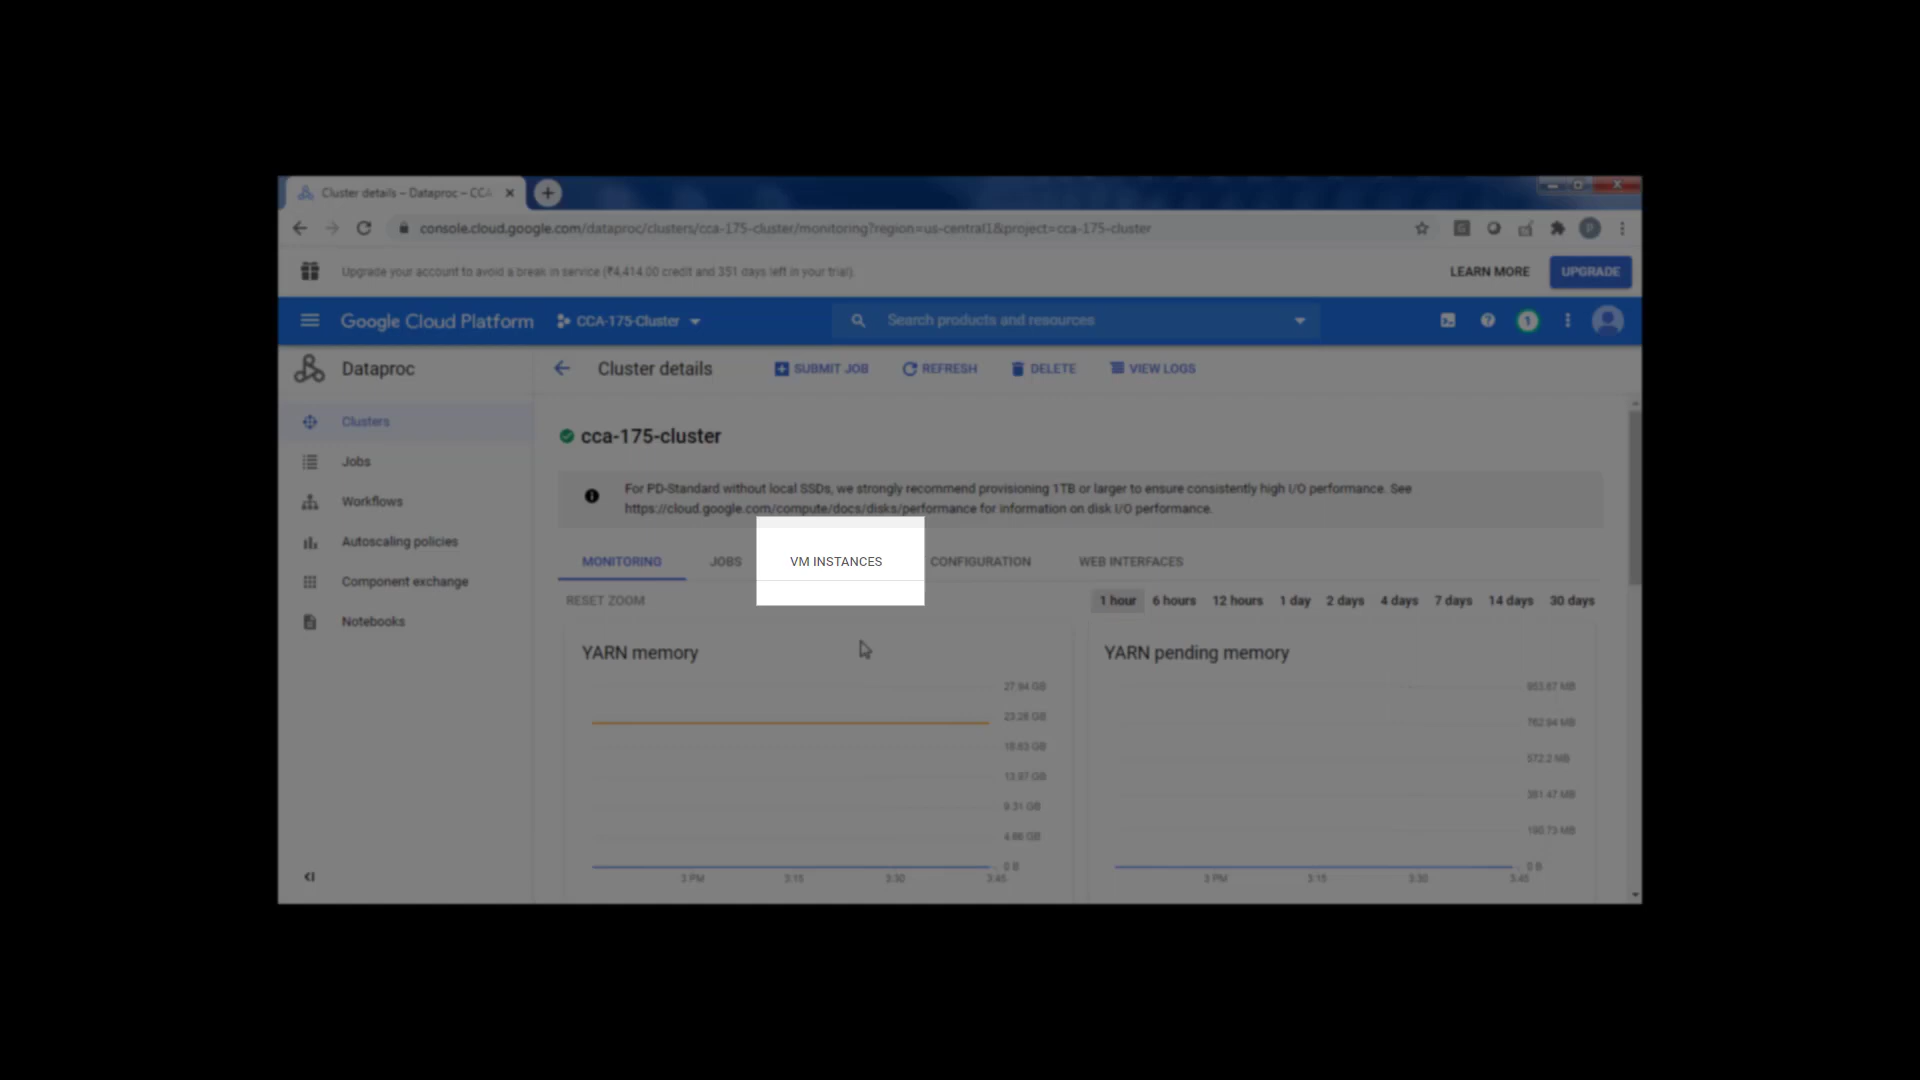 Cluster details – Dataproc – CCA
console.cloud.google.com/dataproc/clusters/cca-175-cluster/monitoring?region=us-central1&project=cca-175-cluster
Upgrade your account to avoid a break in service (₹4,414.00 credit and 351 days left in your trial).
LEARN MORE
UPGRADE
Google Cloud Platform
CCA-175-Cluster
Search products and resources
1
Dataproc
Cluster details
SUBMIT JOB
REFRESH
DELETE
VIEW LOGS
Clusters
Jobs
Workflows
Autoscaling policies
Component exchange
Notebooks
cca-175-cluster
For PD-Standard without local SSDs, we strongly recommend provisioning 1TB or larger to ensure consistently high I/O performance. See
https://cloud.google.com/compute/docs/disks/performance for information on disk I/O performance.
MONITORING
JOBS
VM INSTANCES
CONFIGURATION
WEB INTERFACES
RESET ZOOM
1 hour
6 hours
12 hours
1 day
2 days
4 days
7 days
14 days
30 days
YARN memory
27.94 GB
23.28 GB
18.63 GB
13.97 GB
9.31 GB
4.66 GB
0 B
3 PM
3:15
3:30
3:45
YARN pending memory
953.67 MB
762.94 MB
572.2 MB
381.47 MB
190.73 MB
0 B
3 PM
3:15
3:30
3:45